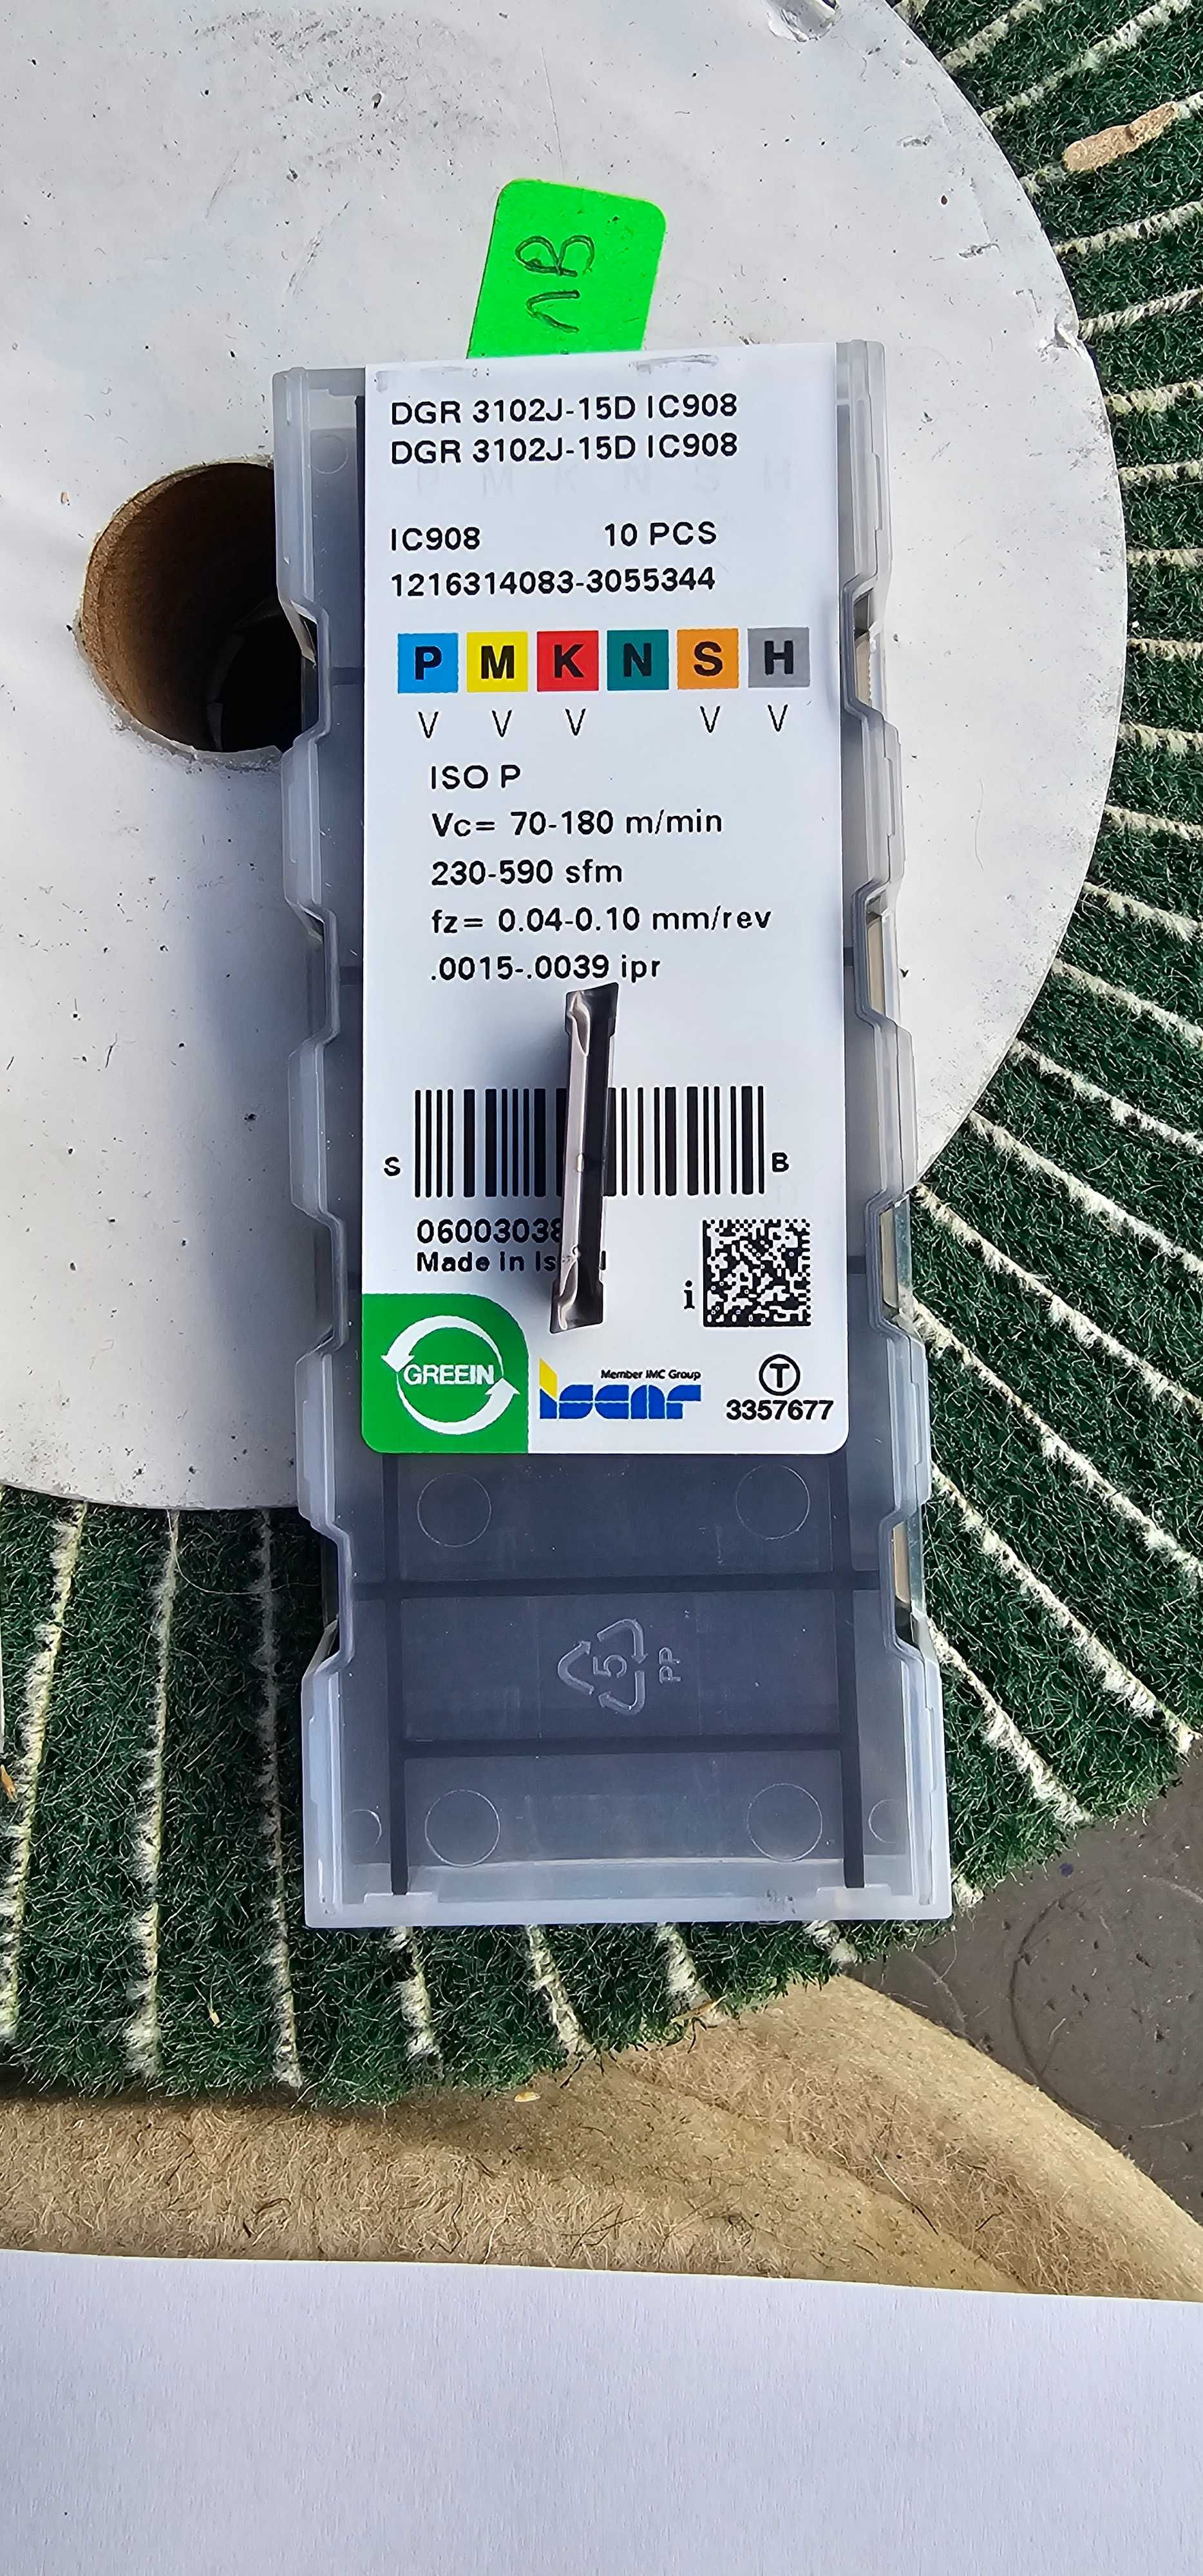 DGR 3102J-15D IC908
DGR 3102J-15D IC908
IC908 10 PCS
1216314083-3055344
P M K N S H
V V V V V
ISO P
Vc= 70-180 m/min
230-590 sfm
fz= 0.04-0.10 mm/rev
.0015-.0039 ipr
S B
Made in
i
GREEIN
Member IMC Group
iscar
T
3357677
5
PP